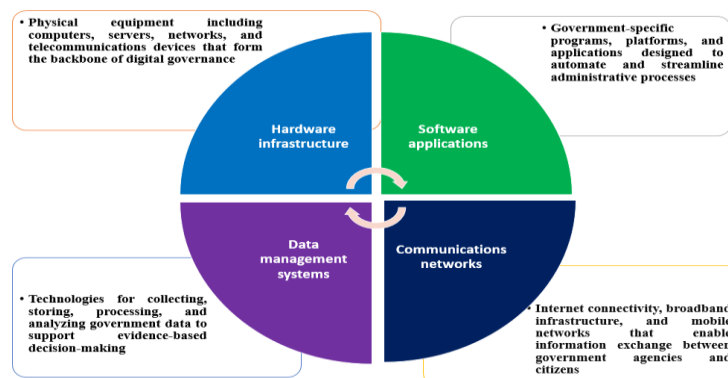 • Physical equipment including
computers, servers, networks, and
telecommunications devices that form
the backbone of digital governance
• Government-specific
programs, platforms, and
applications designed to
automate and streamline
administrative processes
Hardware
infrastructure
Software
applications
Data
management
systems
Communications
networks
• Technologies for collecting,
storing, processing, and
analyzing government data to
support evidence-based
decision-making
• Internet connectivity, broadband
infrastructure, and mobile
networks that enable
information exchange between
government agencies and
citizens